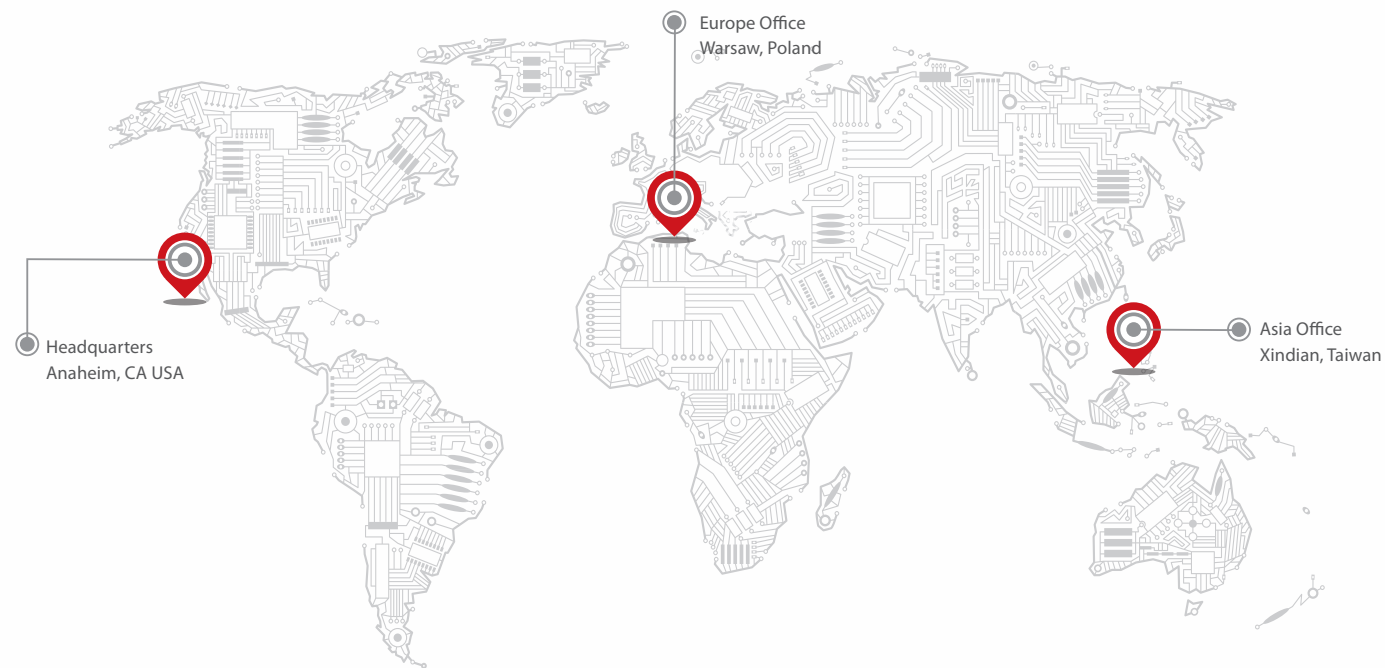 Europe Office
Warsaw, Poland
Headquarters
Anaheim, CA USA
Asia Office
Xindian, Taiwan